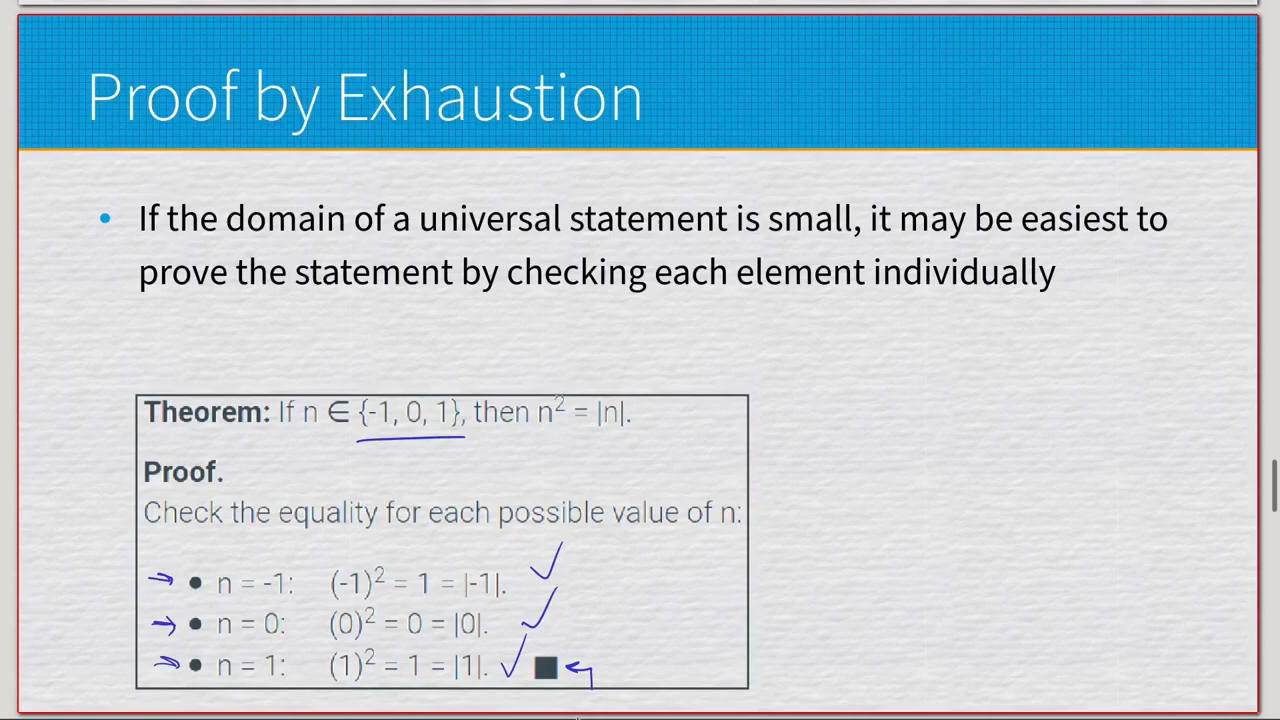 Proof by Exhaustion
• If the domain of a universal statement is small, it may be easiest to
prove the statement by checking each element individually
Theorem: If n ∈ {-1, 0, 1}, then n² = |n|.
Proof.
Check the equality for each possible value of n:
• n = -1: (-1)² = 1 = |-1|.
• n = 0: (0)² = 0 = |0|.
• n = 1: (1)² = 1 = |1|. ■